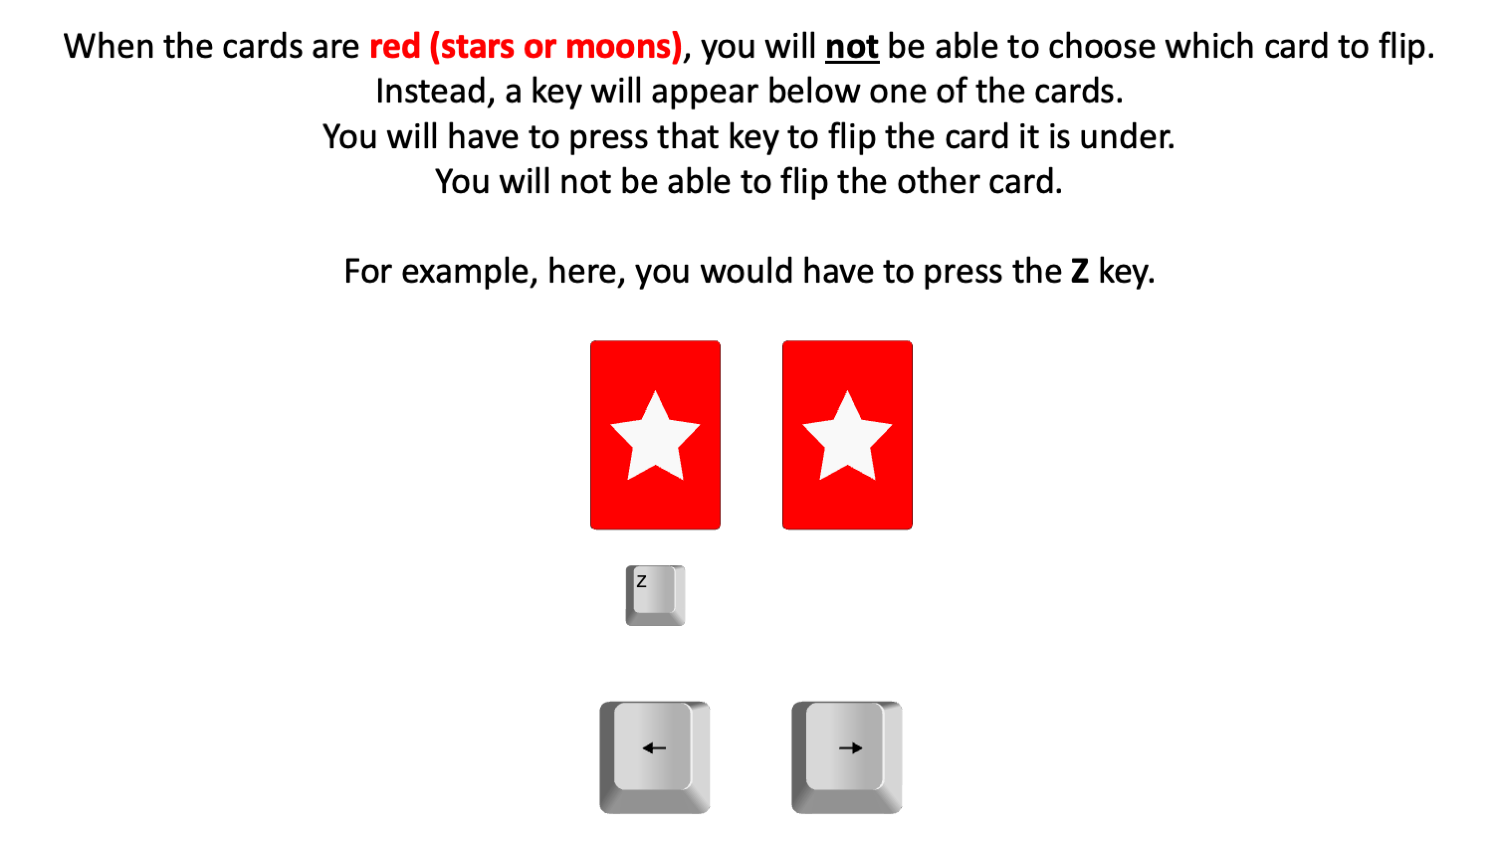 When the cards are red (stars or moons), you will not be able to choose which card to flip.
Instead, a key will appear below one of the cards.
You will have to press that key to flip the card it is under.
You will not be able to flip the other card.
For example, here, you would have to press the Z key.
Z
← →